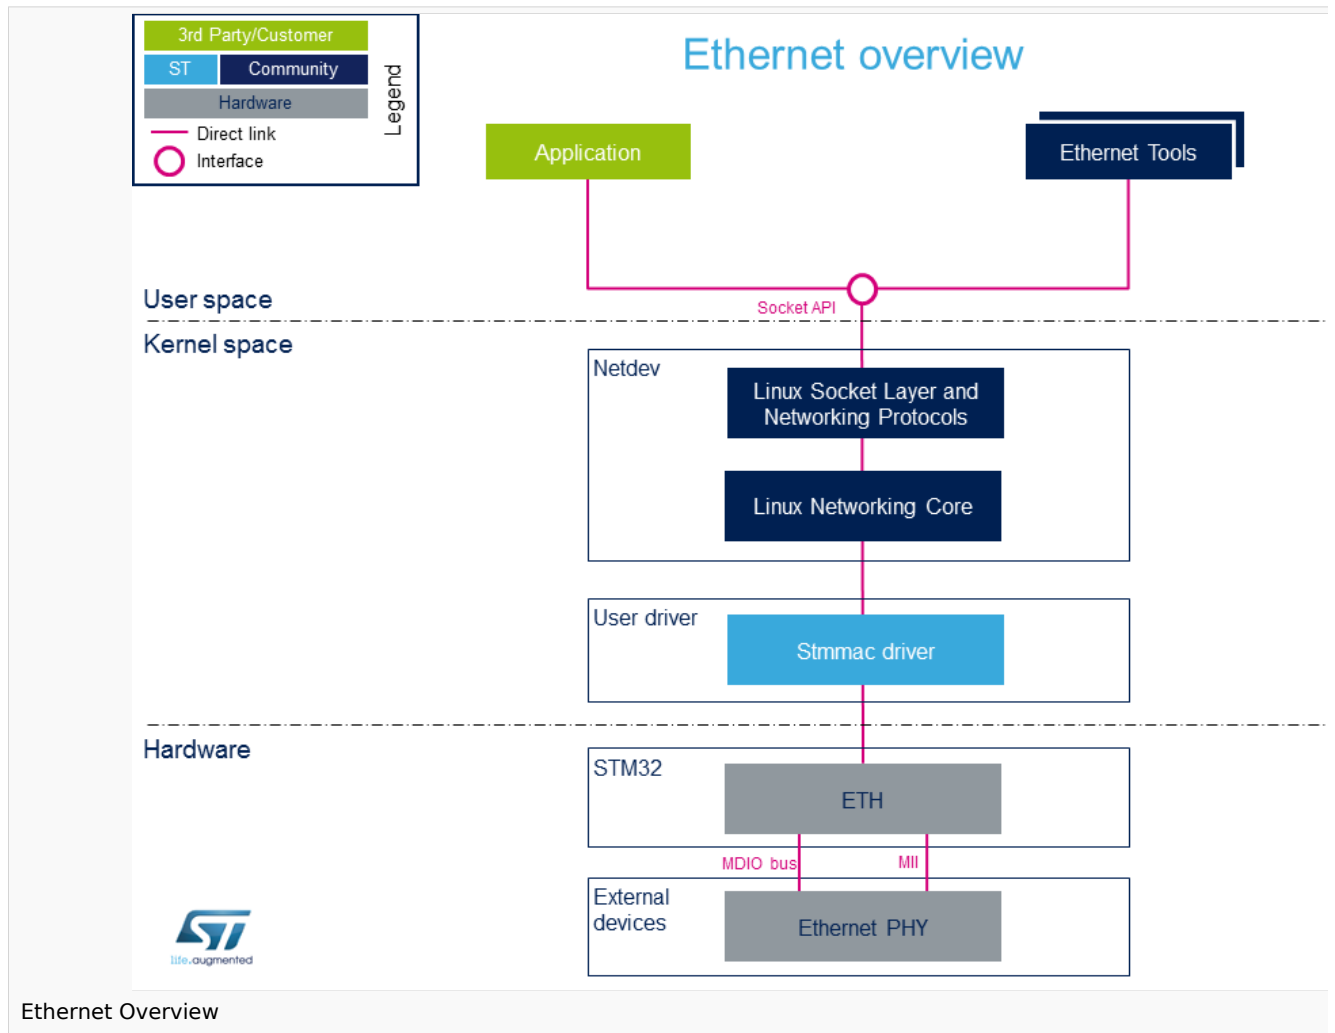 3rd Party/Customer
ST
Community
Hardware
Direct link
Interface
Legend
Ethernet overview
Application
Ethernet Tools
User space
Socket API
Kernel space
Netdev
Linux Socket Layer and
Networking Protocols
Linux Networking Core
User driver
Stmmac driver
Hardware
STM32
ETH
MDIO bus
MII
External
devices
Ethernet PHY
ST
life.augmented
Ethernet Overview